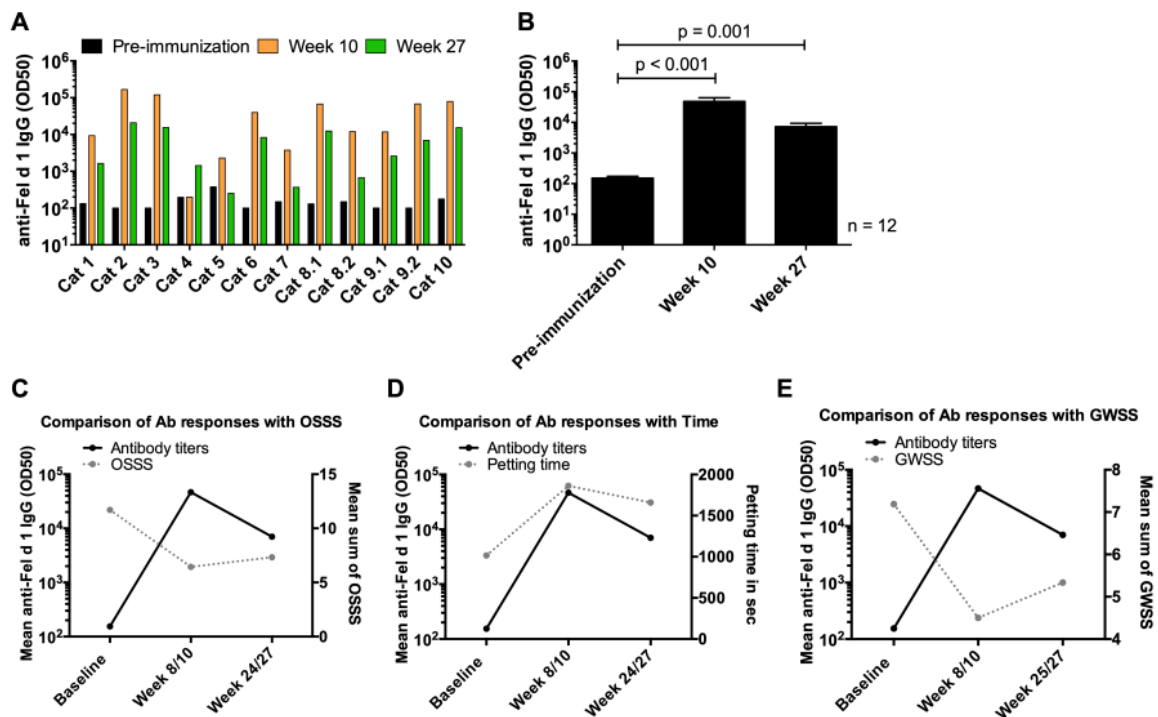 A
Pre-immunization Week 10 Week 27
anti-Fel d 1 IgG (OD50)
10^6
10^5
10^4
10^3
10^2
10^1
Cat 1 Cat 2 Cat 3 Cat 4 Cat 5 Cat 6 Cat 7 Cat 8.1 Cat 8.2 Cat 9.1 Cat 9.2 Cat 10
B
p = 0.001
p < 0.001
anti-Fel d 1 IgG (OD50)
10^6
10^5
10^4
10^3
10^2
10^1
10^0
n = 12
Pre-immunization Week 10 Week 27
C
Comparison of Ab responses with OSSS
Antibody titers
OSSS
Mean anti-Fel d 1 IgG (OD50)
10^5
10^4
10^3
10^2
15
10
5
0
Mean sum of OSSS
Baseline Week 8/10 Week 24/27
D
Comparison of Ab responses with Time
Antibody titers
Petting time
Mean anti-Fel d 1 IgG (OD50)
10^5
10^4
10^3
10^2
2000
1500
1000
500
0
Petting time in sec
Baseline Week 8/10 Week 24/27
E
Comparison of Ab responses with GWSS
Antibody titers
GWSS
Mean anti-Fel d 1 IgG (OD50)
10^5
10^4
10^3
10^2
8
7
6
5
4
Mean sum of GWSS
Baseline Week 8/10 Week 25/27